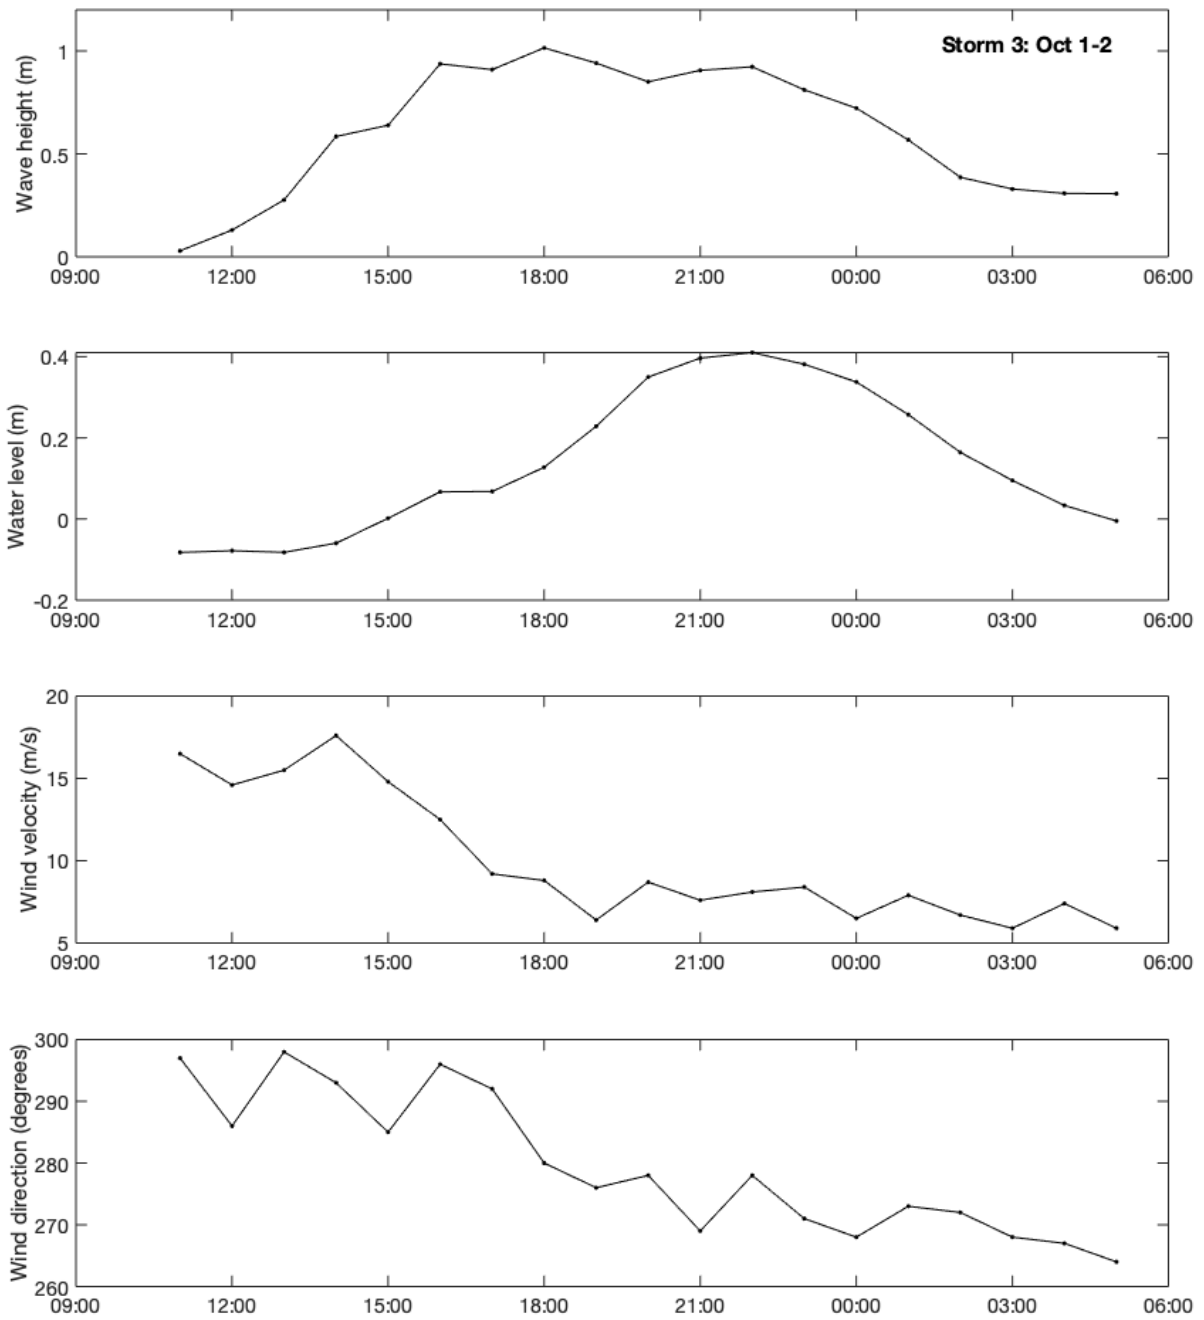 Storm 3: Oct 1-2
Wave height (m)
1
0.5
0
09:00 12:00 15:00 18:00 21:00 00:00 03:00 06:00
Water level (m)
0.4
0.2
0
-0.2
09:00 12:00 15:00 18:00 21:00 00:00 03:00 06:00
Wind velocity (m/s)
20
15
10
5
09:00 12:00 15:00 18:00 21:00 00:00 03:00 06:00
Wind direction (degrees)
300
290
280
270
260
09:00 12:00 15:00 18:00 21:00 00:00 03:00 06:00